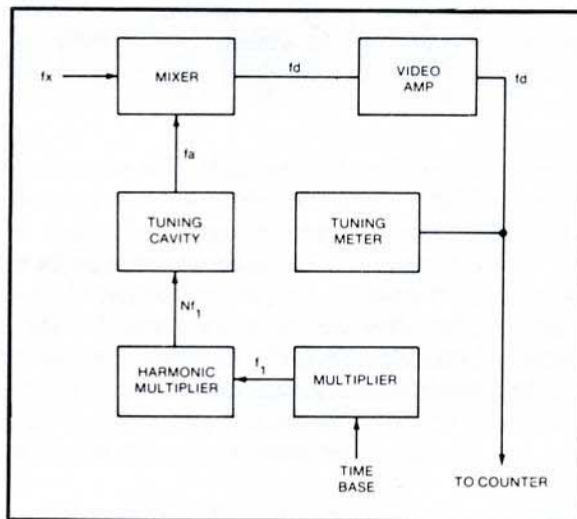 fx
MIXER
fd
VIDEO
AMP
fd
fa
TUNING
CAVITY
TUNING
METER
Nf₁
HARMONIC
MULTIPLIER
f₁
MULTIPLIER
TIME
BASE
TO COUNTER